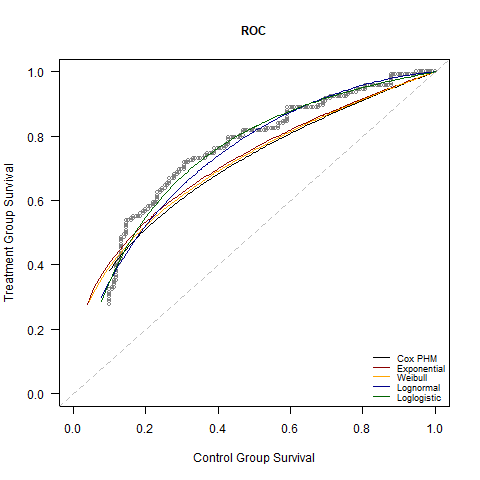 ROC
Treatment Group Survival
1.0
0.8
0.6
0.4
0.2
0.0
Cox PHM
Exponential
Weibull
Lognormal
Loglogistic
0.0 0.2 0.4 0.6 0.8 1.0
Control Group Survival